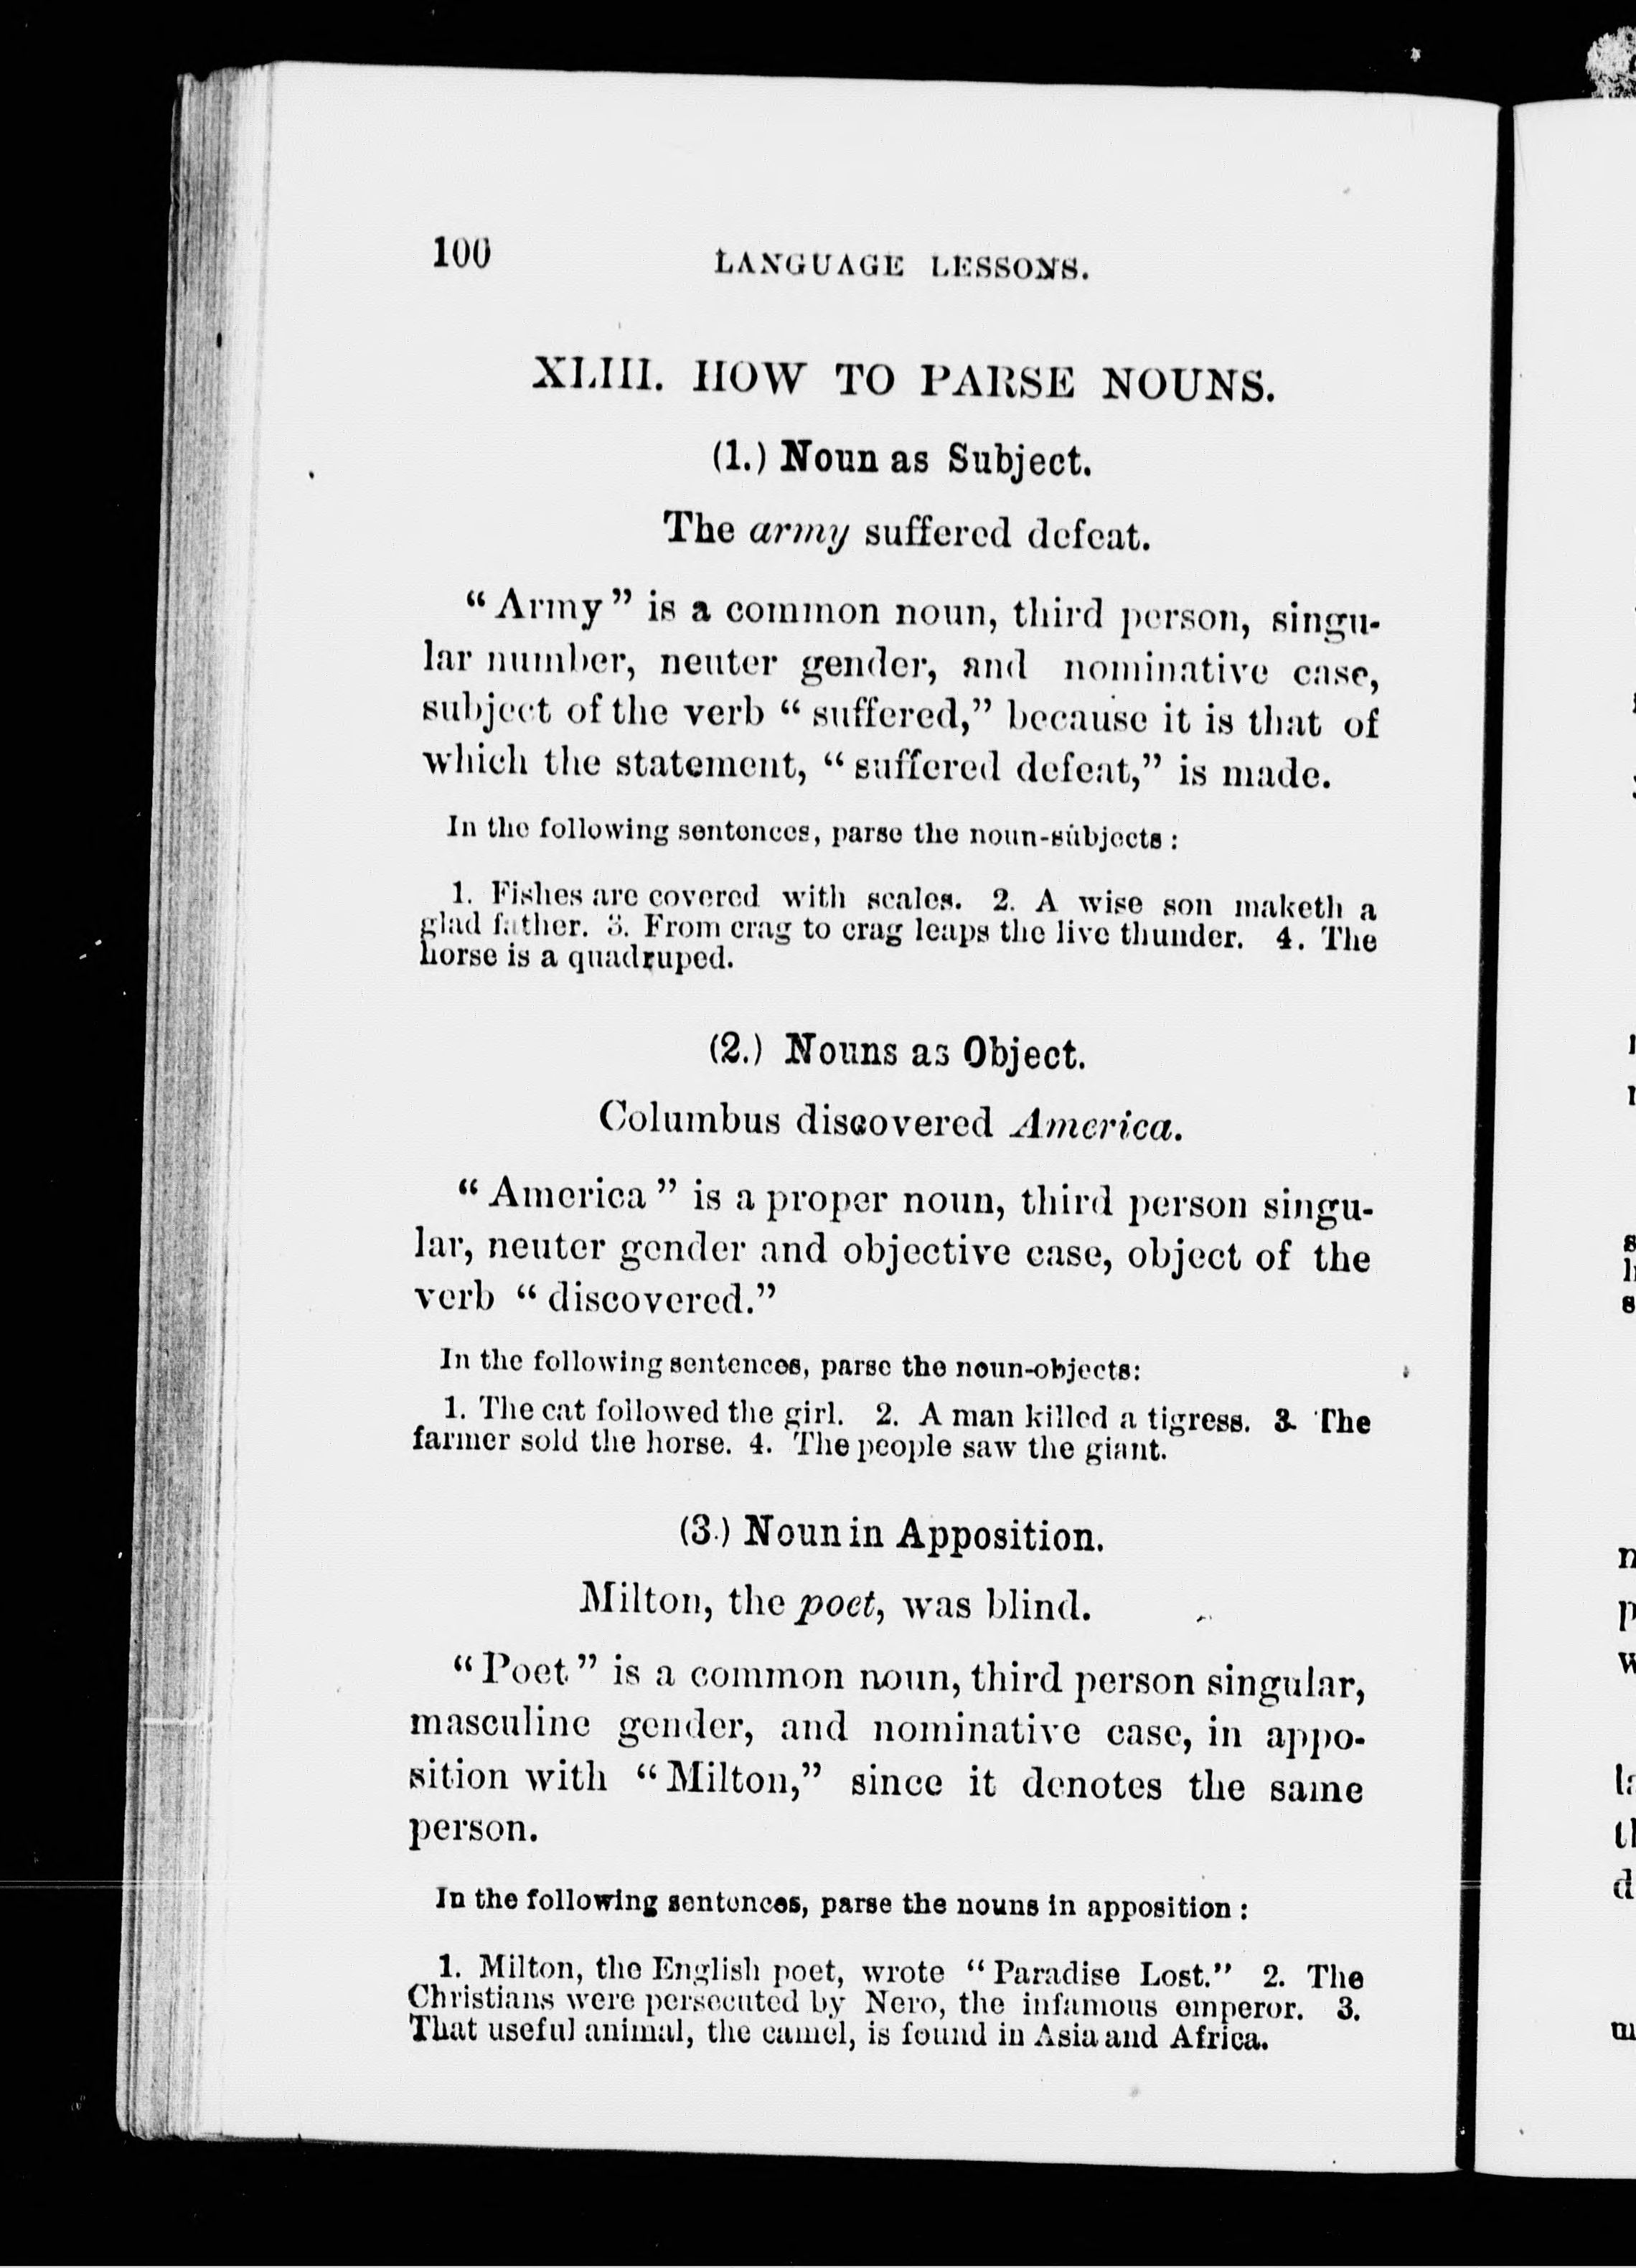 100 LANGUAGE LESSONS.
XLIII. HOW TO PARSE NOUNS.
(1.) Noun as Subject.
The army suffered defeat.
“Army” is a common noun, third person, singu-
lar number, neuter gender, and nominative case,
subject of the verb “suffered,” because it is that of
which the statement, “suffered defeat,” is made.
In the following sentences, parse the noun-subjects:
1. Fishes are covered with scales. 2. A wise son maketh a
glad father. 3. From crag to crag leaps the live thunder. 4. The
horse is a quadruped.
(2.) Nouns as Object.
Columbus discovered America.
“America” is a proper noun, third person singu-
lar, neuter gender and objective case, object of the
verb “discovered.”
In the following sentences, parse the noun-objects:
1. The cat followed the girl. 2. A man killed a tigress. 3. The
farmer sold the horse. 4. The people saw the giant.
(3.) Noun in Apposition.
Milton, the poet, was blind.
“Poet” is a common noun, third person singular,
masculine gender, and nominative case, in appo-
sition with “Milton,” since it denotes the same
person.
In the following sentences, parse the nouns in apposition:
1. Milton, the English poet, wrote “Paradise Lost.” 2. The
Christians were persecuted by Nero, the infamous emperor. 3.
That useful animal, the camel, is found in Asia and Africa.